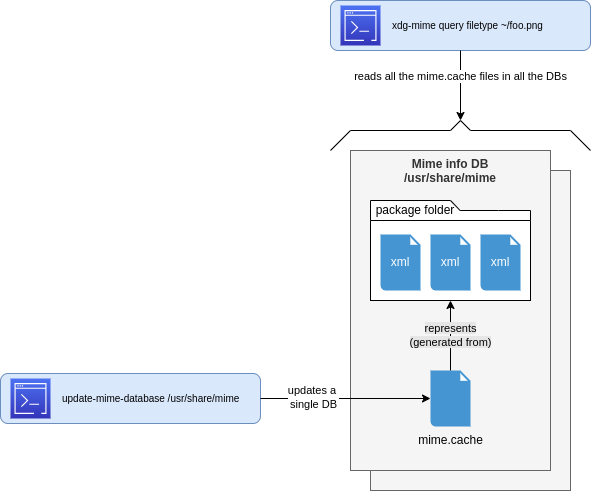 xdg-mime query filetype ~/foo.png
reads all the mime.cache files in all the DBs
Mime info DB
/usr/share/mime
package folder
xml
xml
xml
represents
(generated from)
update-mime-database /usr/share/mime
updates a
single DB
mime.cache